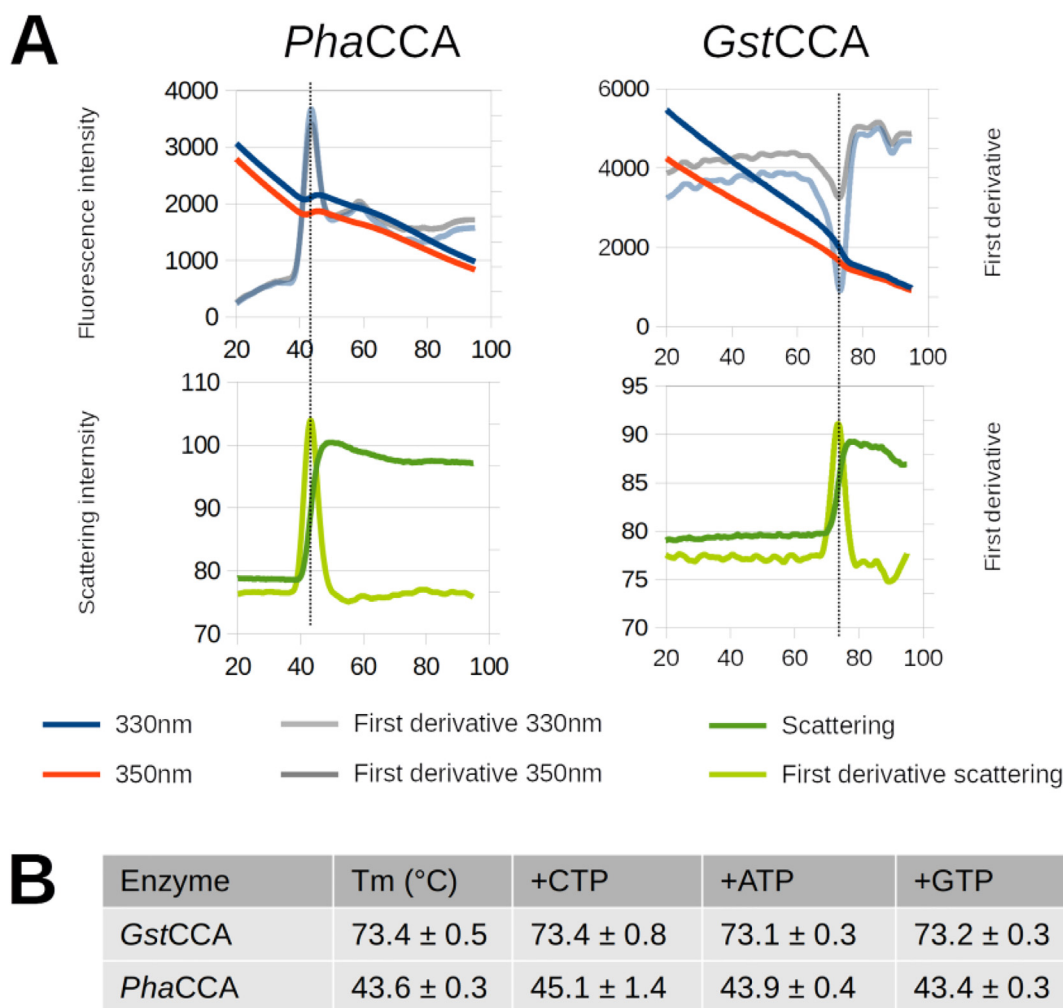 A
PhaCCA GstCCA
Fluorescence intensity
4000
3000
2000
1000
0
20 40 60 80 100
6000
4000
2000
0
20 40 60 80 100
First derivative
Scattering internsity
110
100
90
80
70
20 40 60 80 100
95
90
85
80
75
70
20 40 60 80 100
First derivative
330nm First derivative 330nm Scattering
350nm First derivative 350nm First derivative scattering
B
Enzyme Tm (°C) +CTP +ATP +GTP
GstCCA 73.4 ± 0.5 73.4 ± 0.8 73.1 ± 0.3 73.2 ± 0.3
PhaCCA 43.6 ± 0.3 45.1 ± 1.4 43.9 ± 0.4 43.4 ± 0.3